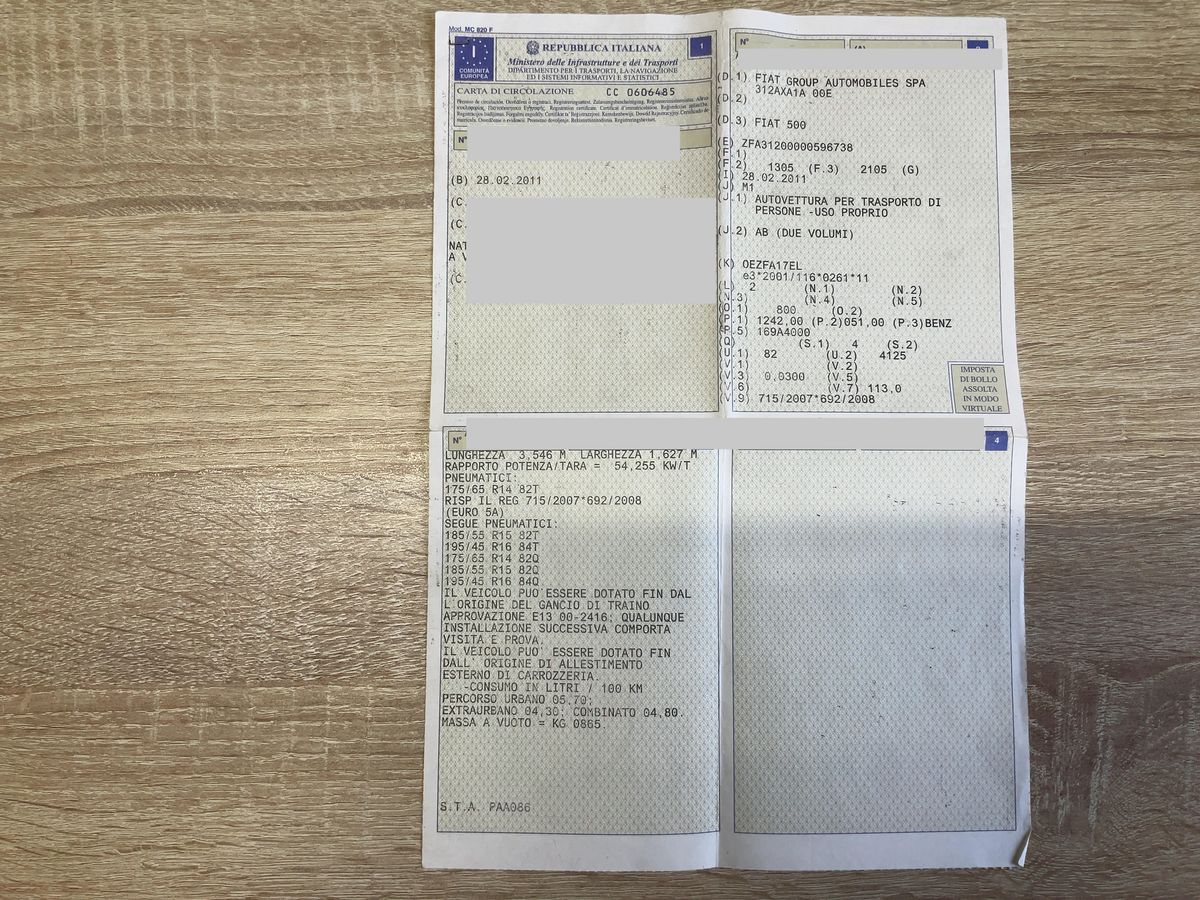 Mod. MC 820 F
I
COMUNITÀ
EUROPEA
REPUBBLICA ITALIANA
1
Ministero delle Infrastrutture e dei Trasporti
DIPARTIMENTO PER I TRASPORTI, LA NAVIGAZIONE
ED I SISTEMI INFORMATIVI E STATISTICI
CARTA DI CIRCOLAZIONE CC 0606485
N°
(B) 28.02.2011
(C.
(C.
NAT
A V
(C.
N° (A) 2
(D.1) FIAT GROUP AUTOMOBILES SPA
312AXA1A 00E
(D.2)
(D.3) FIAT 500
(E) ZFA31200000596738
(F.1)
(F.2) 1305 (F.3) 2105 (G)
(I) 28.02.2011
(J) M1
(J.1) AUTOVETTURA PER TRASPORTO DI
PERSONE -USO PROPRIO
(J.2) AB (DUE VOLUMI)
(K) OEZFA17EL
e3*2001/116*0261*11
(L) 2 (N.1) (N.2)
(N.3) (N.4) (N.5)
(O.1) 800 (O.2)
(P.1) 1242,00 (P.2)051,00 (P.3)BENZ
(P.5) 169A4000
(Q) (S.1) 4 (S.2)
(U.1) 82 (U.2) 4125
(V.1) (V.2)
(V.3) 0,0300 (V.5)
(V.6) (V.7) 113,0
(V.9) 715/2007*692/2008
IMPOSTA
DI BOLLO
ASSOLTA
IN MODO
VIRTUALE
N°
4
LUNGHEZZA 3,546 M LARGHEZZA 1,627 M
RAPPORTO POTENZA/TARA = 54,255 KW/T
PNEUMATICI:
175/65 R14 82T
RISP IL REG 715/2007*692/2008
(EURO 5A)
SEGUE PNEUMATICI:
185/55 R15 82T
195/45 R16 84T
175/65 R14 82Q
185/55 R15 82Q
195/45 R16 84Q
IL VEICOLO PUO' ESSERE DOTATO FIN DAL
L'ORIGINE DEL GANCIO DI TRAINO
APPROVAZIONE E13 00-2416; QUALUNQUE
INSTALLAZIONE SUCCESSIVA COMPORTA
VISITA E PROVA.
IL VEICOLO PUO' ESSERE DOTATO FIN
DALL' ORIGINE DI ALLESTIMENTO
ESTERNO DI CARROZZERIA.
-CONSUMO IN LITRI / 100 KM
PERCORSO URBANO 05,70;
EXTRAURBANO 04,30; COMBINATO 04,80.
MASSA A VUOTO = KG 0865
S.T.A. PAA086